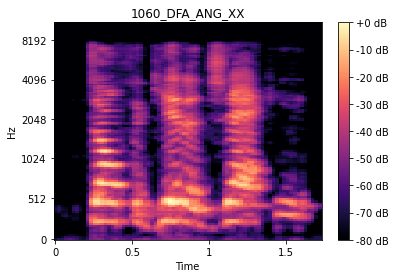 1060_DFA_ANG_XX
+0 dB
8192
-10 dB
4096
-20 dB
-30 dB
2048
Hz
-40 dB
1024
-50 dB
512
-60 dB
-70 dB
0
-80 dB
0
0.5
1
1.5
Time